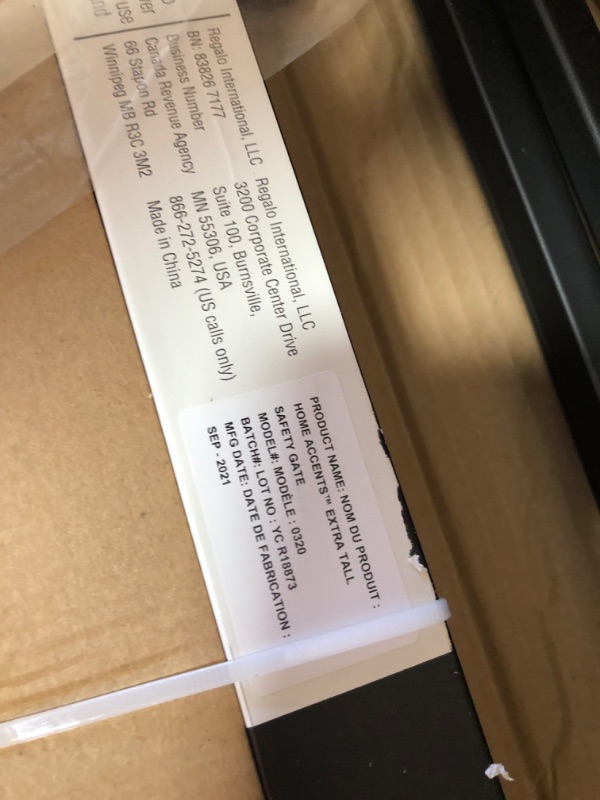 use
and
Regalo International, LLC .
BN: 83826 7177
Business Number
Canada Revenue Agency
66 Stapon Rd
Winnipeg MB R3C 3M2
Regalo International, LLC
3200 Corporate Center Drive
Suite 100, Burnsville,
MN 55306, USA
866-272-5274 (US calls only)
Made in China
PRODUCT NAME: NOM DU PRODUIT :
HOME ACCENTS™ EXTRA TALL
SAFETY GATE
MODEL#: MODÈLE : 0320
BATCH#: LOT NO : YC R18873
MFG DATE: DATE DE FABRICATION :
SEP - 2021